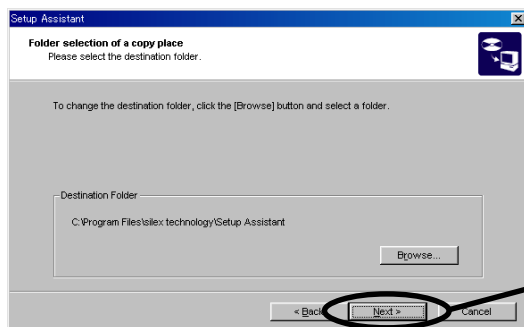 Setup Assistant
Folder selection of a copy place
Please select the destination folder.
To change the destination folder, click the [Browse] button and select a folder.
Destination Folder
C:\Program Files\silex technology\Setup Assistant
Browse...
< Back
Next >
Cancel